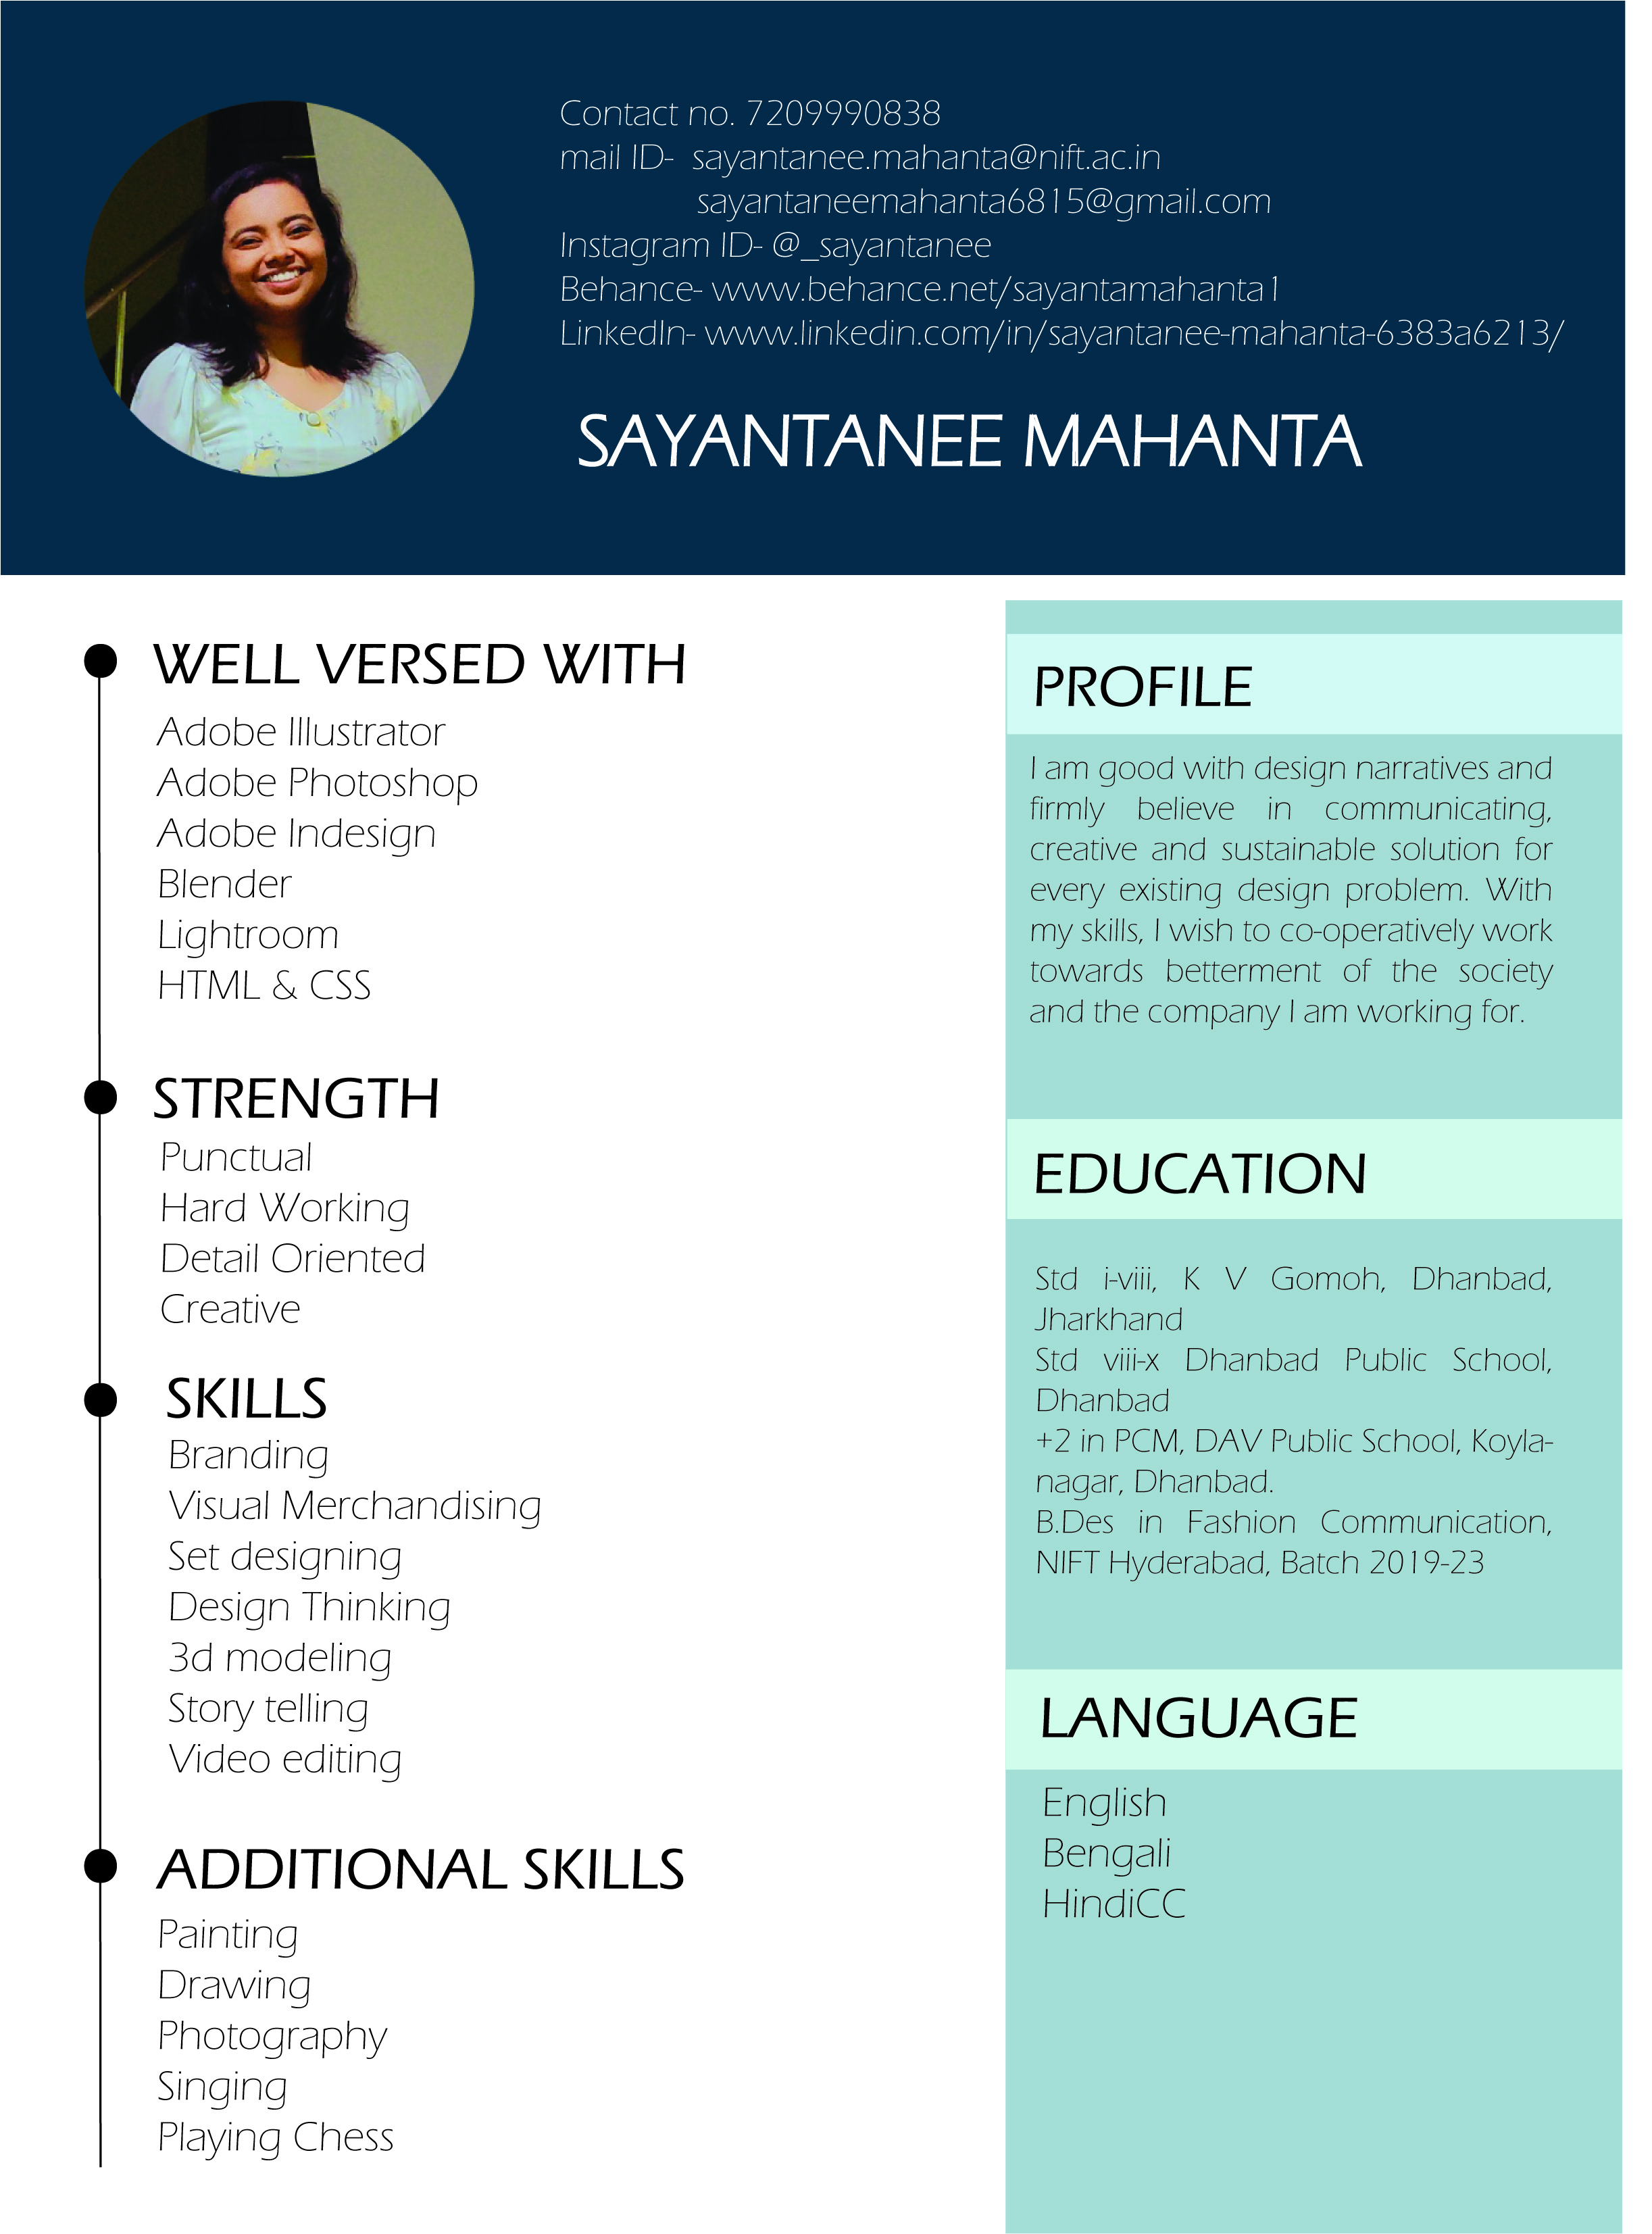 Contact no. 7209990838
mail ID-  sayantanee.mahanta@nift.ac.in
sayantaneemahanta6815@gmail.com
Instagram ID- @_sayantanee
Behance- www.behance.net/sayantamahanta1
LinkedIn- www.linkedin.com/in/sayantanee-mahanta-6383a6213/
SAYANTANEE MAHANTA
WELL VERSED WITH
Adobe Illustrator
Adobe Photoshop
Adobe Indesign
Blender
Lightroom
HTML & CSS
STRENGTH
Punctual
Hard Working
Detail Oriented
Creative
SKILLS
Branding
Visual Merchandising
Set designing
Design Thinking
3d modeling
Story telling
Video editing
ADDITIONAL SKILLS
Painting
Drawing
Photography
Singing
Playing Chess
PROFILE
I am good with design narratives and
firmly believe in communicating,
creative and sustainable solution for
every existing design problem. With
my skills, I wish to co-operatively work
towards betterment of the society
and the company I am working for.
EDUCATION
Std i-viii, K V Gomoh, Dhanbad,
Jharkhand
Std viii-x Dhanbad Public School,
Dhanbad
+2 in PCM, DAV Public School, Koyla-
nagar, Dhanbad.
B.Des in Fashion Communication,
NIFT Hyderabad, Batch 2019-23
LANGUAGE
English
Bengali
HindiCC